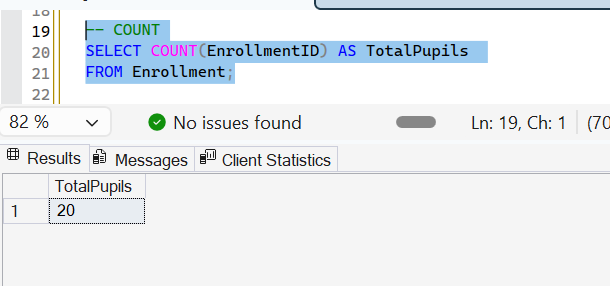 18
19 -- COUNT
20 SELECT COUNT(EnrollmentID) AS TotalPupils
21 FROM Enrollment;
22
82 % No issues found Ln: 19, Ch: 1 (70
Results Messages Client Statistics
TotalPupils
1 20